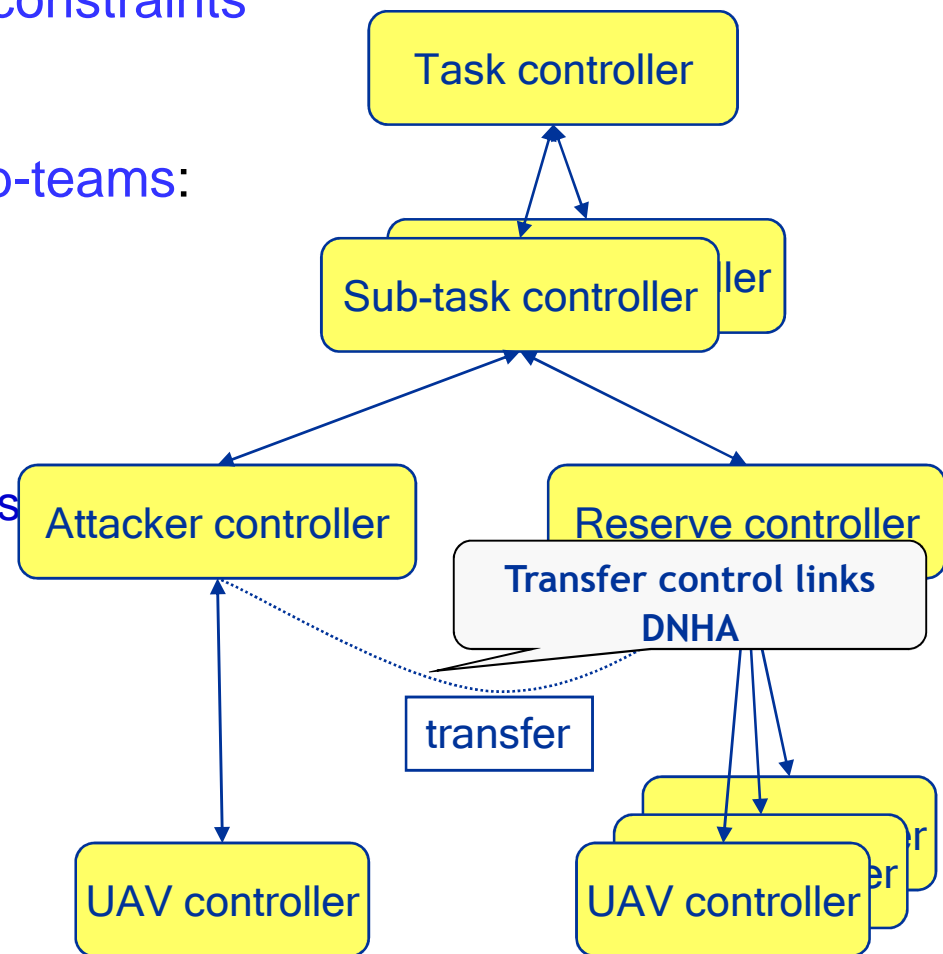 constraints
Task controller
o-teams:
Sub-task controller
ller
s
Attacker controller
Reserve controller
Transfer control links
DNHA
transfer
r
er
UAV controller
UAV controller